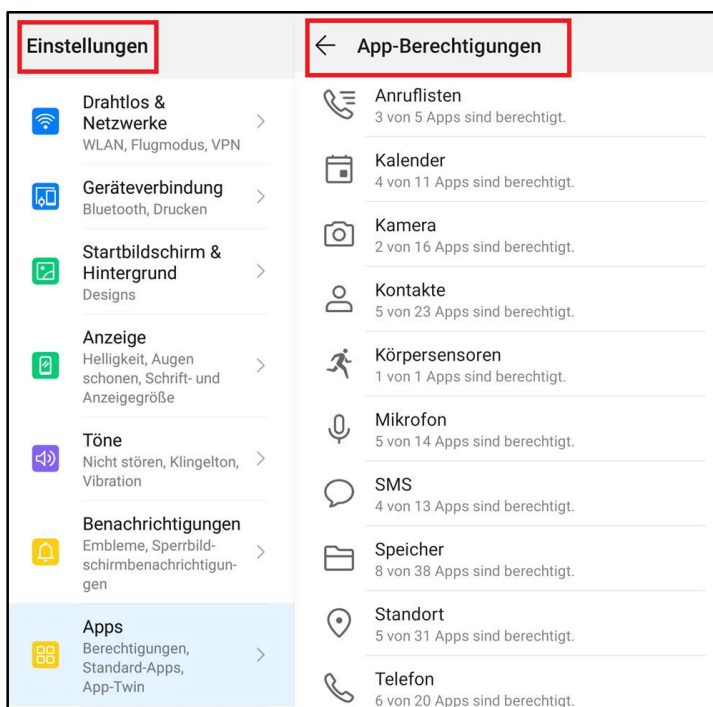 Einstellungen
Drahtlos &
Netzwerke
WLAN, Flugmodus, VPN
Geräteverbindung
Bluetooth, Drucken
Startbildschirm &
Hintergrund
Designs
Anzeige
Helligkeit, Augen
schonen, Schrift- und
Anzeigegröße
Töne
Nicht stören, Klingelton,
Vibration
Benachrichtigungen
Embleme, Sperrbild-
schirmbenachrichtigun-
gen
Apps
Berechtigungen,
Standard-Apps,
App-Twin
App-Berechtigungen
Anruflisten
3 von 5 Apps sind berechtigt.
Kalender
4 von 11 Apps sind berechtigt.
Kamera
2 von 16 Apps sind berechtigt.
Kontakte
5 von 23 Apps sind berechtigt.
Körpersensoren
1 von 1 Apps sind berechtigt.
Mikrofon
5 von 14 Apps sind berechtigt.
SMS
4 von 13 Apps sind berechtigt.
Speicher
8 von 38 Apps sind berechtigt.
Standort
5 von 31 Apps sind berechtigt.
Telefon
6 von 20 Apps sind berechtigt.